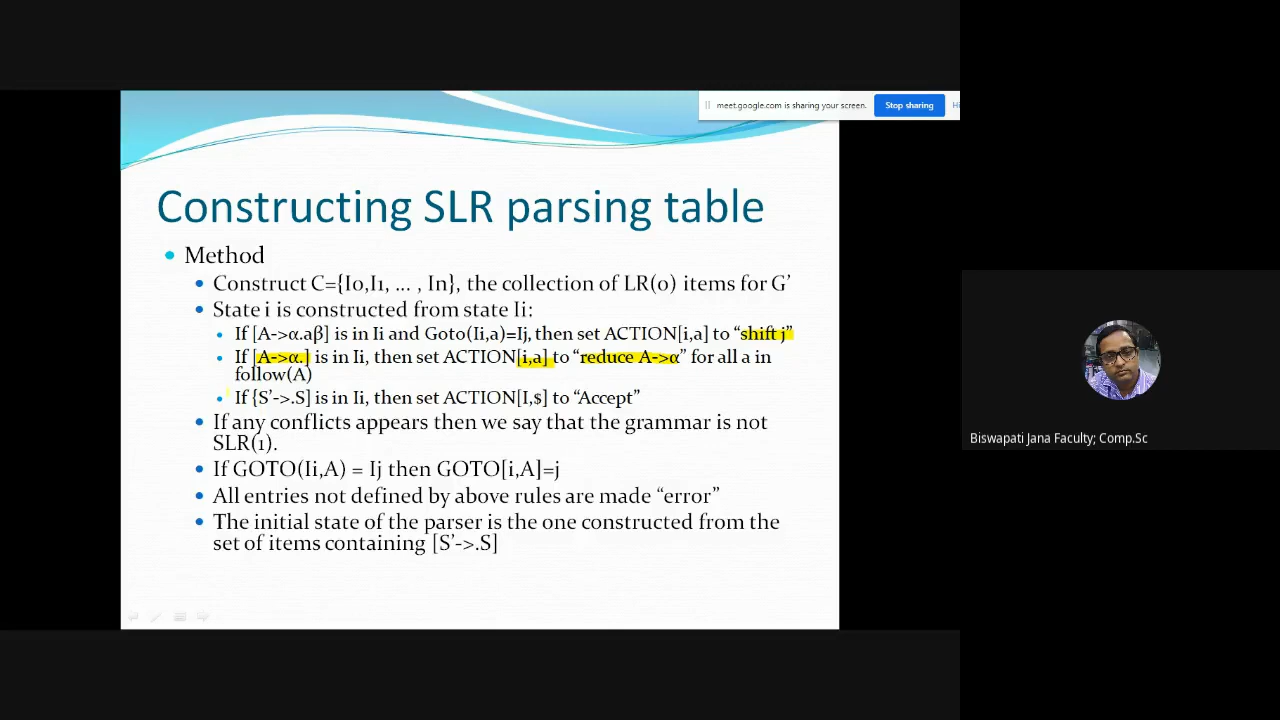 meet.google.com is sharing your screen.
Stop sharing
Hi
Constructing SLR parsing table
Method
Construct C={I0,I1, … , In}, the collection of LR(0) items for G’
State i is constructed from state Ii:
If [A->α.aβ] is in Ii and Goto(Ii,a)=Ij, then set ACTION[i,a] to “shift j”
If [A->α.] is in Ii, then set ACTION[i,a] to “reduce A->α” for all a in
follow(A)
If {S’->.S] is in Ii, then set ACTION[I,$] to “Accept”
If any conflicts appears then we say that the grammar is not
SLR(1).
If GOTO(Ii,A) = Ij then GOTO[i,A]=j
All entries not defined by above rules are made “error”
The initial state of the parser is the one constructed from the
set of items containing [S’->.S]
Biswapati Jana Faculty; Comp.Sc